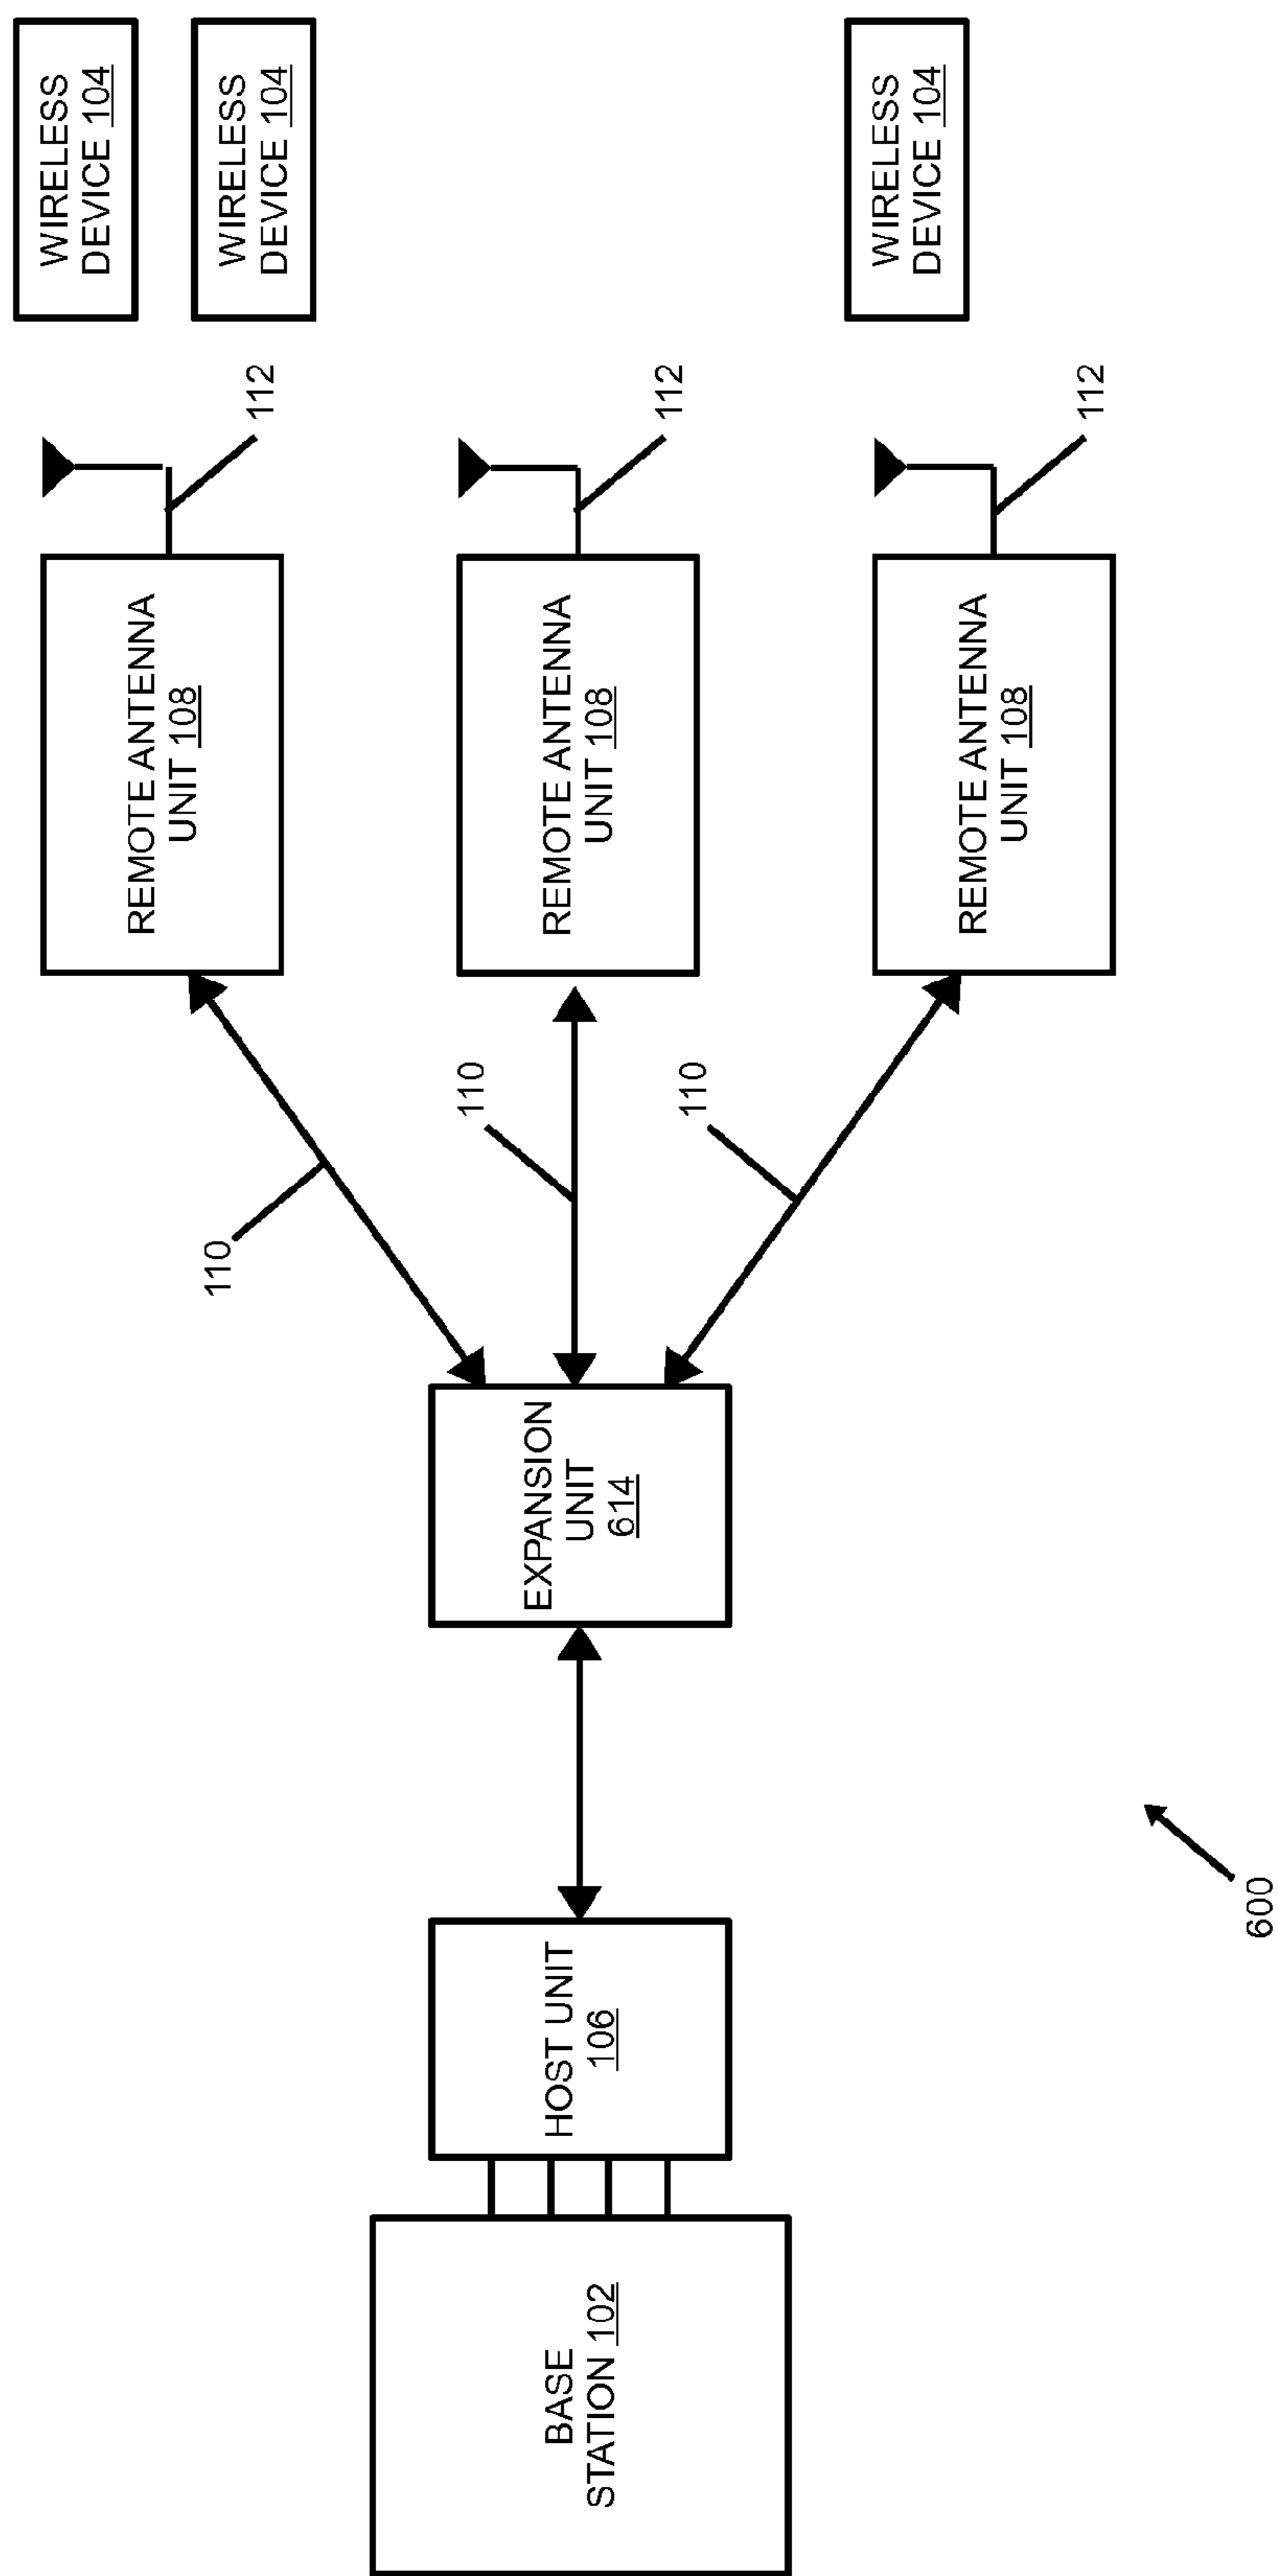 BASE
STATION 102
HOST UNIT
106
EXPANSION
UNIT
614
110
110
110
REMOTE ANTENNA
UNIT 108
REMOTE ANTENNA
UNIT 108
REMOTE ANTENNA
UNIT 108
112
112
112
WIRELESS
DEVICE 104
WIRELESS
DEVICE 104
WIRELESS
DEVICE 104
600